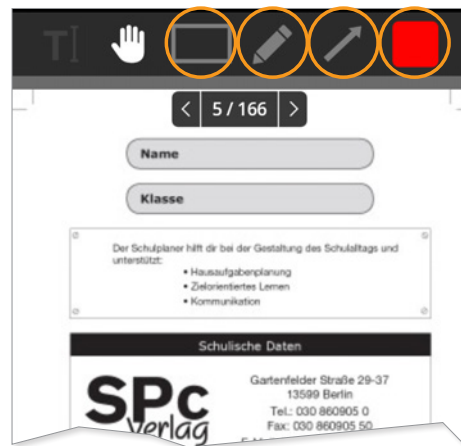 T
5 / 166
Name
Klasse
Der Schulplaner hilft dir bei der Gestaltung des Schulalltags und
unterstützt:
• Hausaufgabenplanung
• Zielorientiertes Lernen
• Kommunikation
Schulische Daten
SPc
Verlag
Gartenfelder Straße 29-37
13599 Berlin
Tel.: 030 860905 0
Fax: 030 860905 50